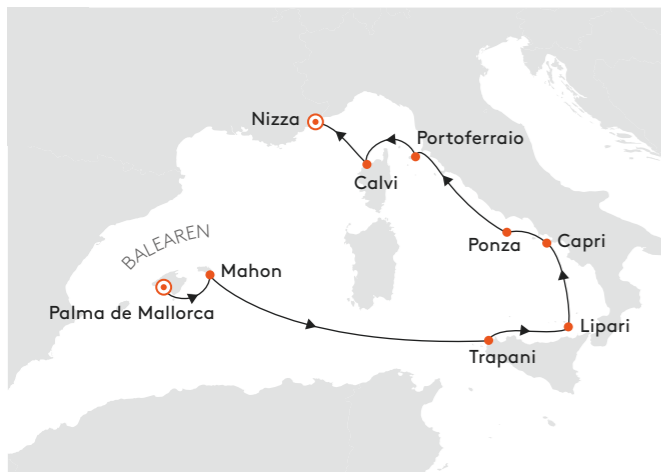 Nizza
Portoferraio
Calvi
BALEAREN
Ponza
Capri
Mahon
Palma de Mallorca
Lipari
Trapani